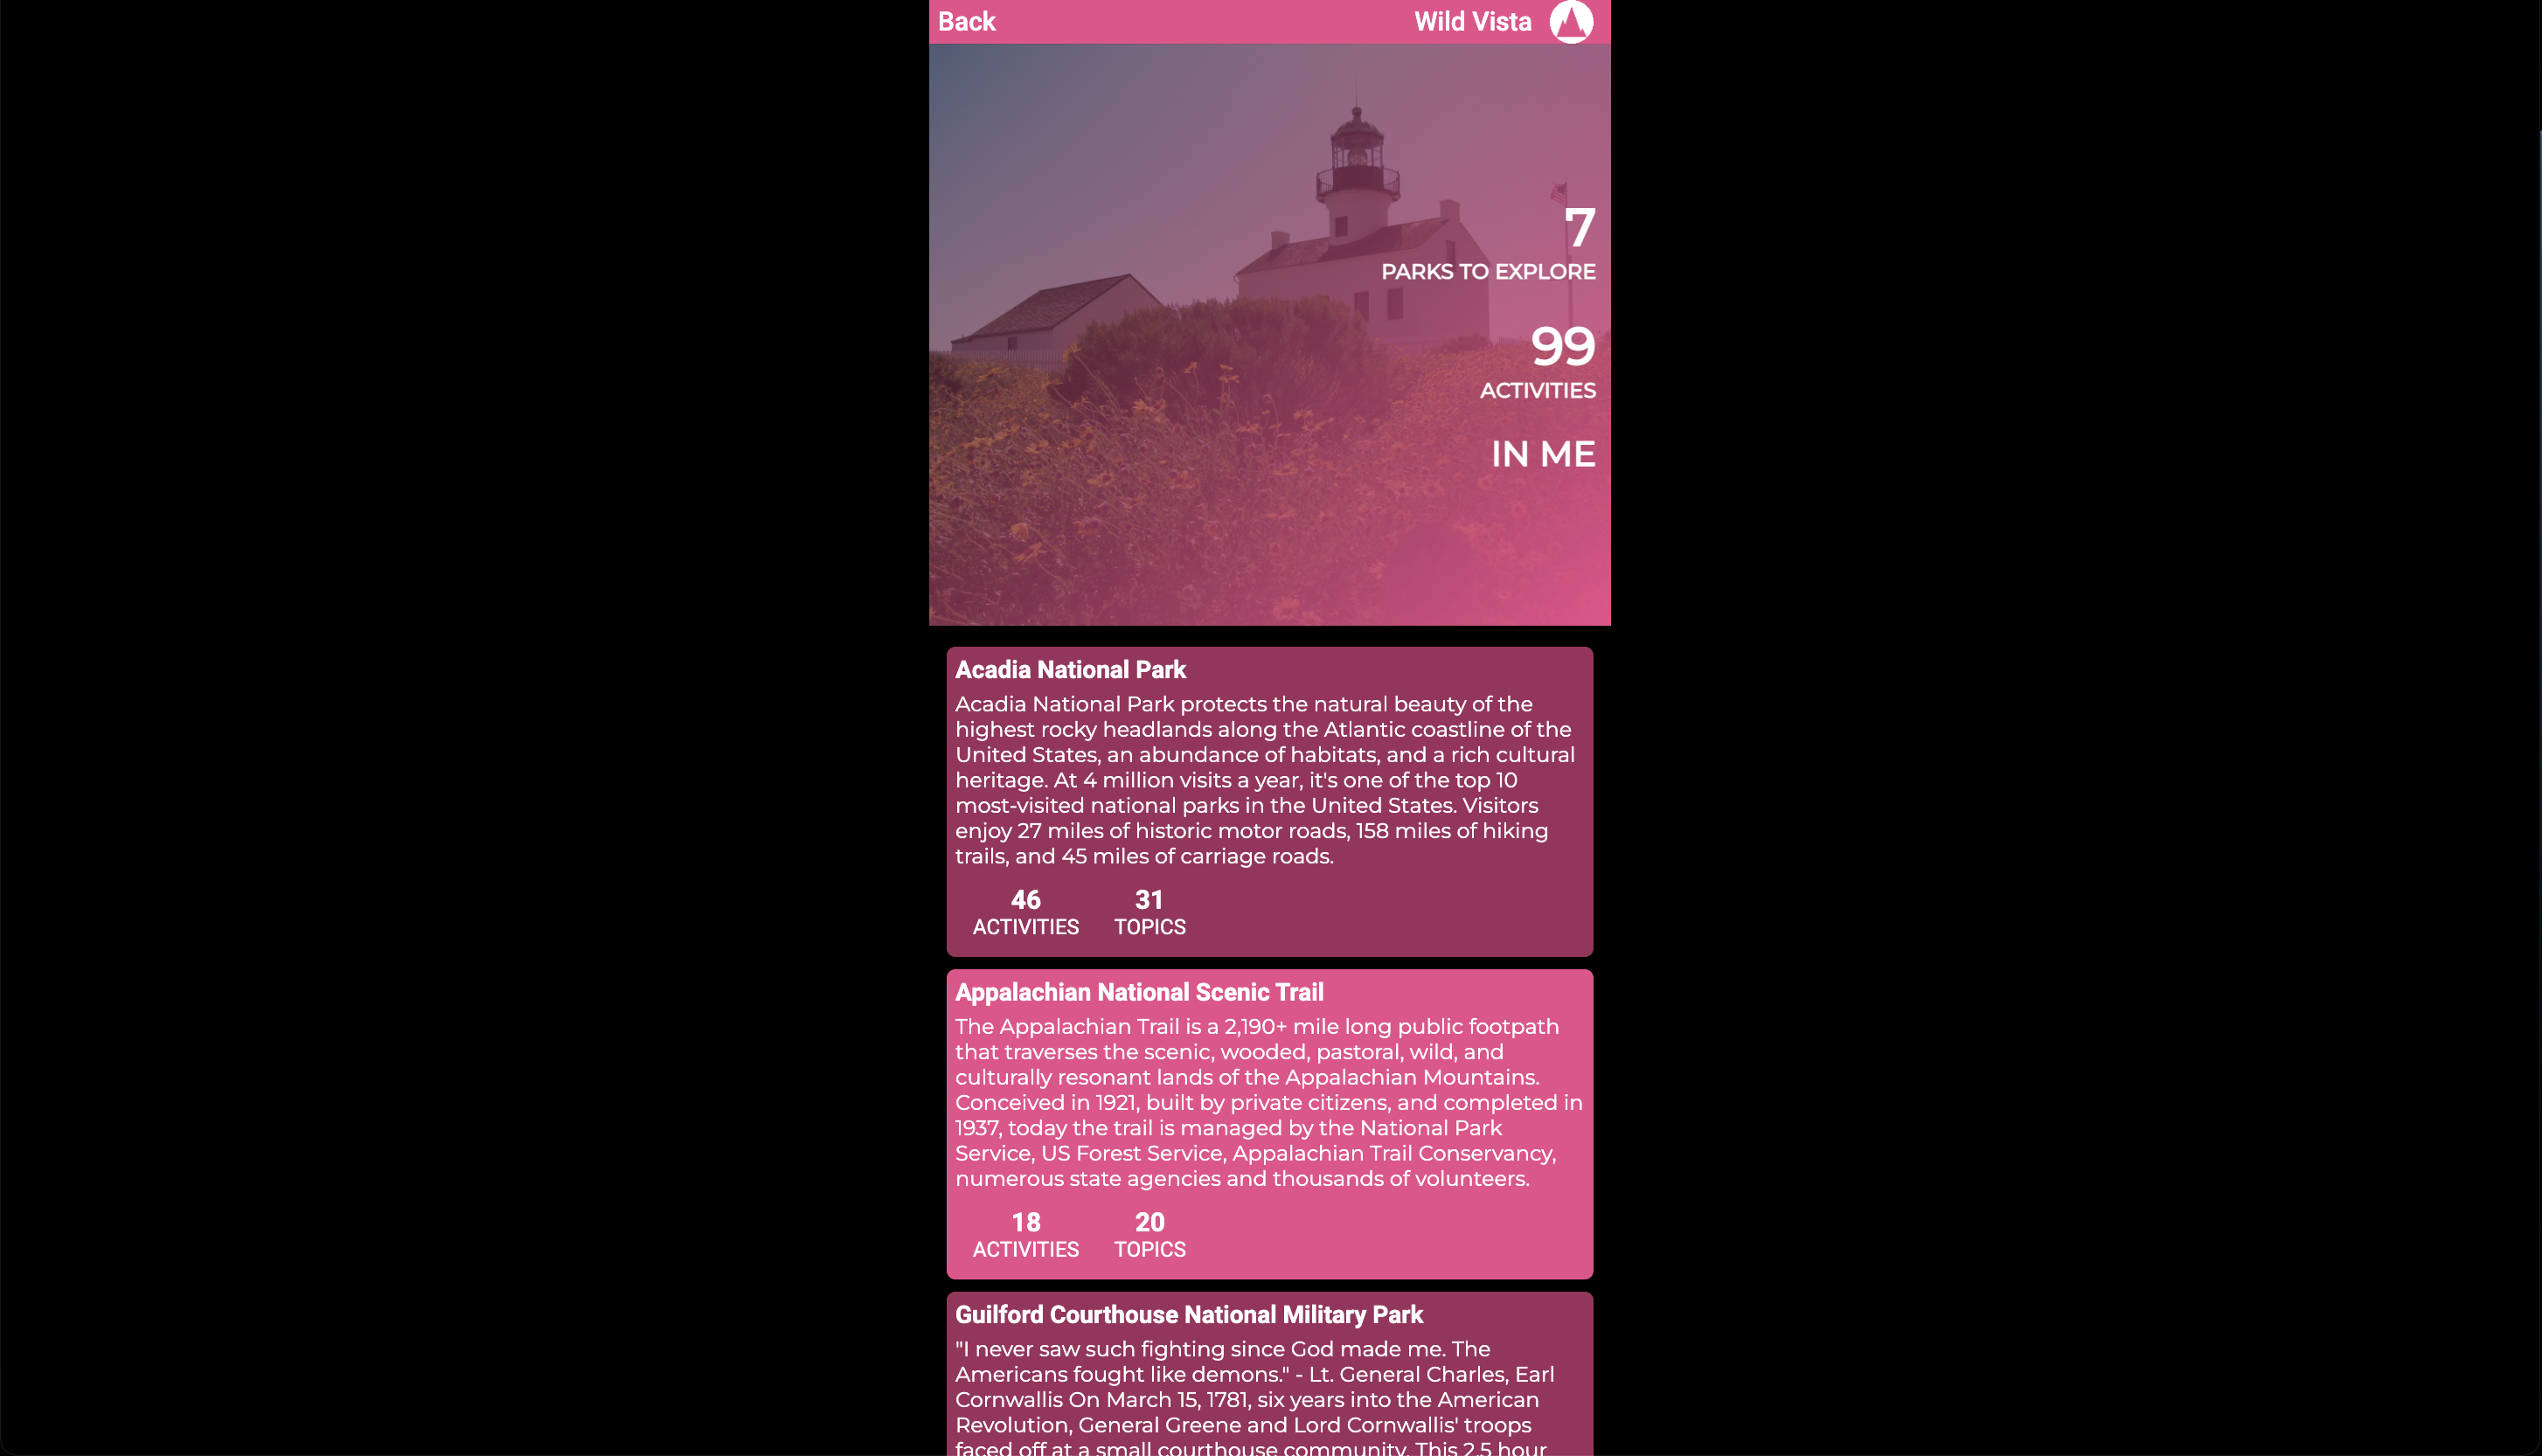 Back
Wild Vista
7
PARKS TO EXPLORE
99
ACTIVITIES
IN ME
Acadia National Park
Acadia National Park protects the natural beauty of the
highest rocky headlands along the Atlantic coastline of the
United States, an abundance of habitats, and a rich cultural
heritage. At 4 million visits a year, it's one of the top 10
most-visited national parks in the United States. Visitors
enjoy 27 miles of historic motor roads, 158 miles of hiking
trails, and 45 miles of carriage roads.
46 31
ACTIVITIES TOPICS
Appalachian National Scenic Trail
The Appalachian Trail is a 2,190+ mile long public footpath
that traverses the scenic, wooded, pastoral, wild, and
culturally resonant lands of the Appalachian Mountains.
Conceived in 1921, built by private citizens, and completed in
1937, today the trail is managed by the National Park
Service, US Forest Service, Appalachian Trail Conservancy,
numerous state agencies and thousands of volunteers.
18 20
ACTIVITIES TOPICS
Guilford Courthouse National Military Park
"I never saw such fighting since God made me. The
Americans fought like demons." - Lt. General Charles, Earl
Cornwallis On March 15, 1781, six years into the American
Revolution, General Greene and Lord Cornwallis' troops
faced off at a small courthouse community. This 2.5 hour